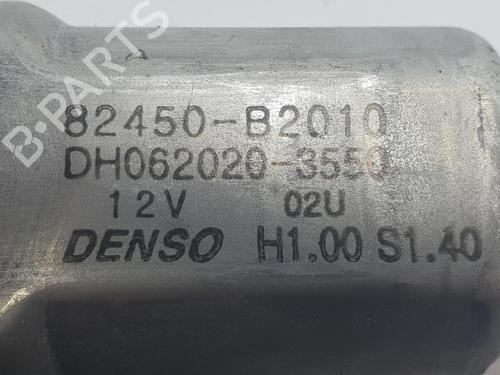 B-PARTS
82450-B2010
DH062020-3550
12V 02U
DENSO H1.00 S1.40